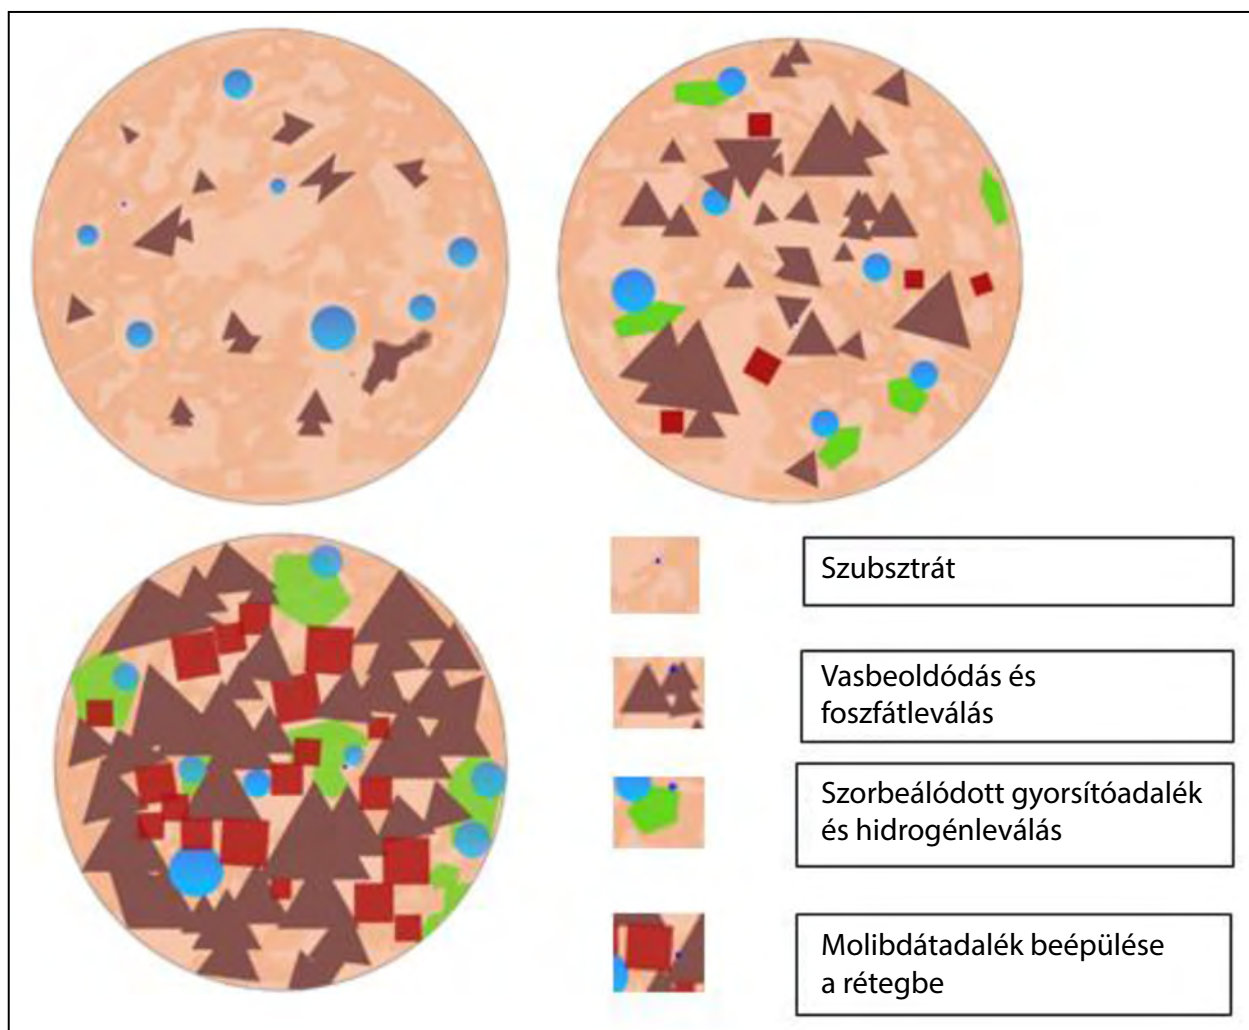 Szubsztrát
Vasbeoldódás és
foszfátleválás
Szorbeálódott gyorsítóadalék
és hidrogénleválás
Molibdátadalék beépülése
a rétegbe